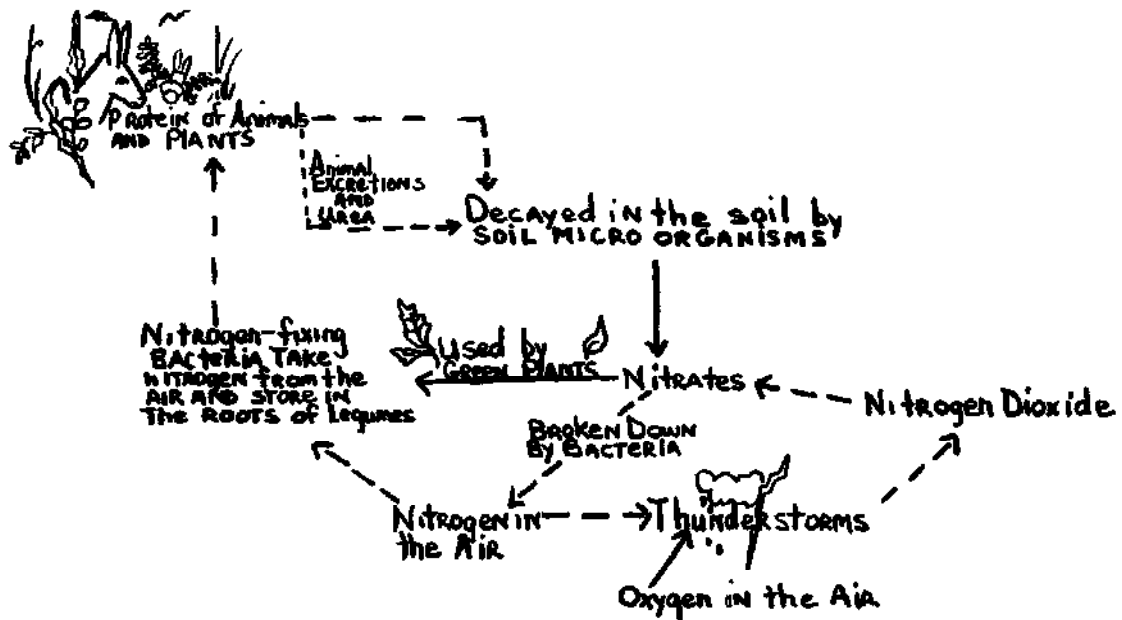 Protein of Animals
AND PLANTS
Animal
EXCRETIONS
AND
UREA
Decayed in the soil by
SOIL MICRO ORGANISMS
Nitrogen-fixing
BACTERIA TAKE
NITROGEN from the
AIR AND STORE IN
THE ROOTS of Legumes
Used by
GREEN PLANTS
Nitrates
Nitrogen Dioxide
BROKEN DOWN
By BACTERIA
Nitrogen in
the Air
Thunderstorms
Oxygen in the Air